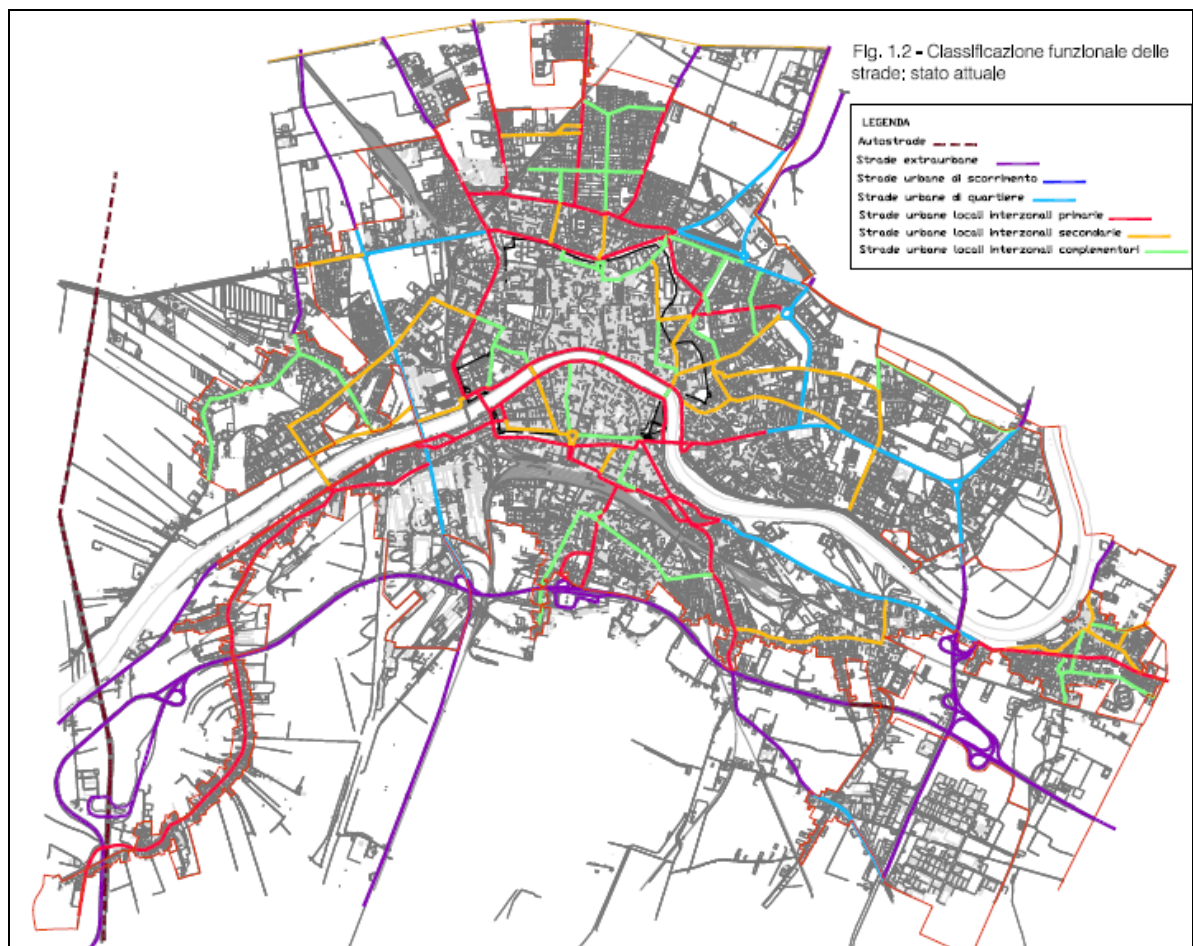 Fig. 1.2 - Classificazione funzionale delle
strade: stato attuale
LEGENDA
Autostrade
Strade extraurbane
Strade urbane di scorrimento
Strade urbane di quartiere
Strade urbane locali interzonali primarie
Strade urbane locali interzonali secondarie
Strade urbane locali interzonali complementari